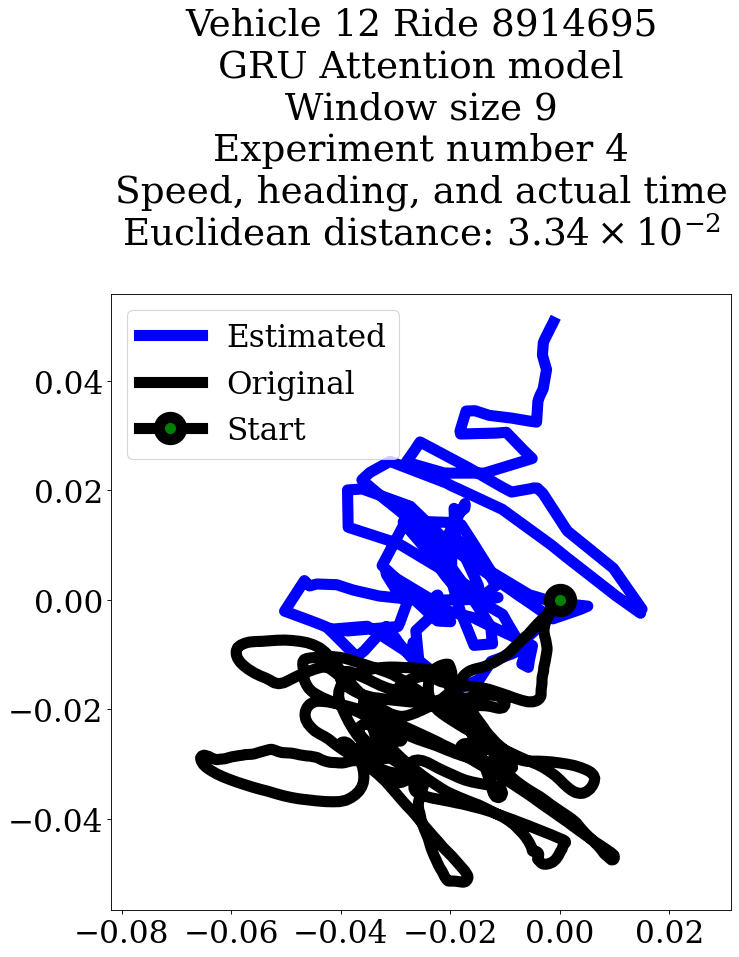 Vehicle 12 Ride 8914695
GRU Attention model
Window size 9
Experiment number 4
Speed, heading, and actual time
Euclidean distance: 3.34 × 10⁻²
Estimated
Original
Start
0.04
0.02
0.00
−0.02
−0.04
−0.08 −0.06 −0.04 −0.02 0.00 0.02